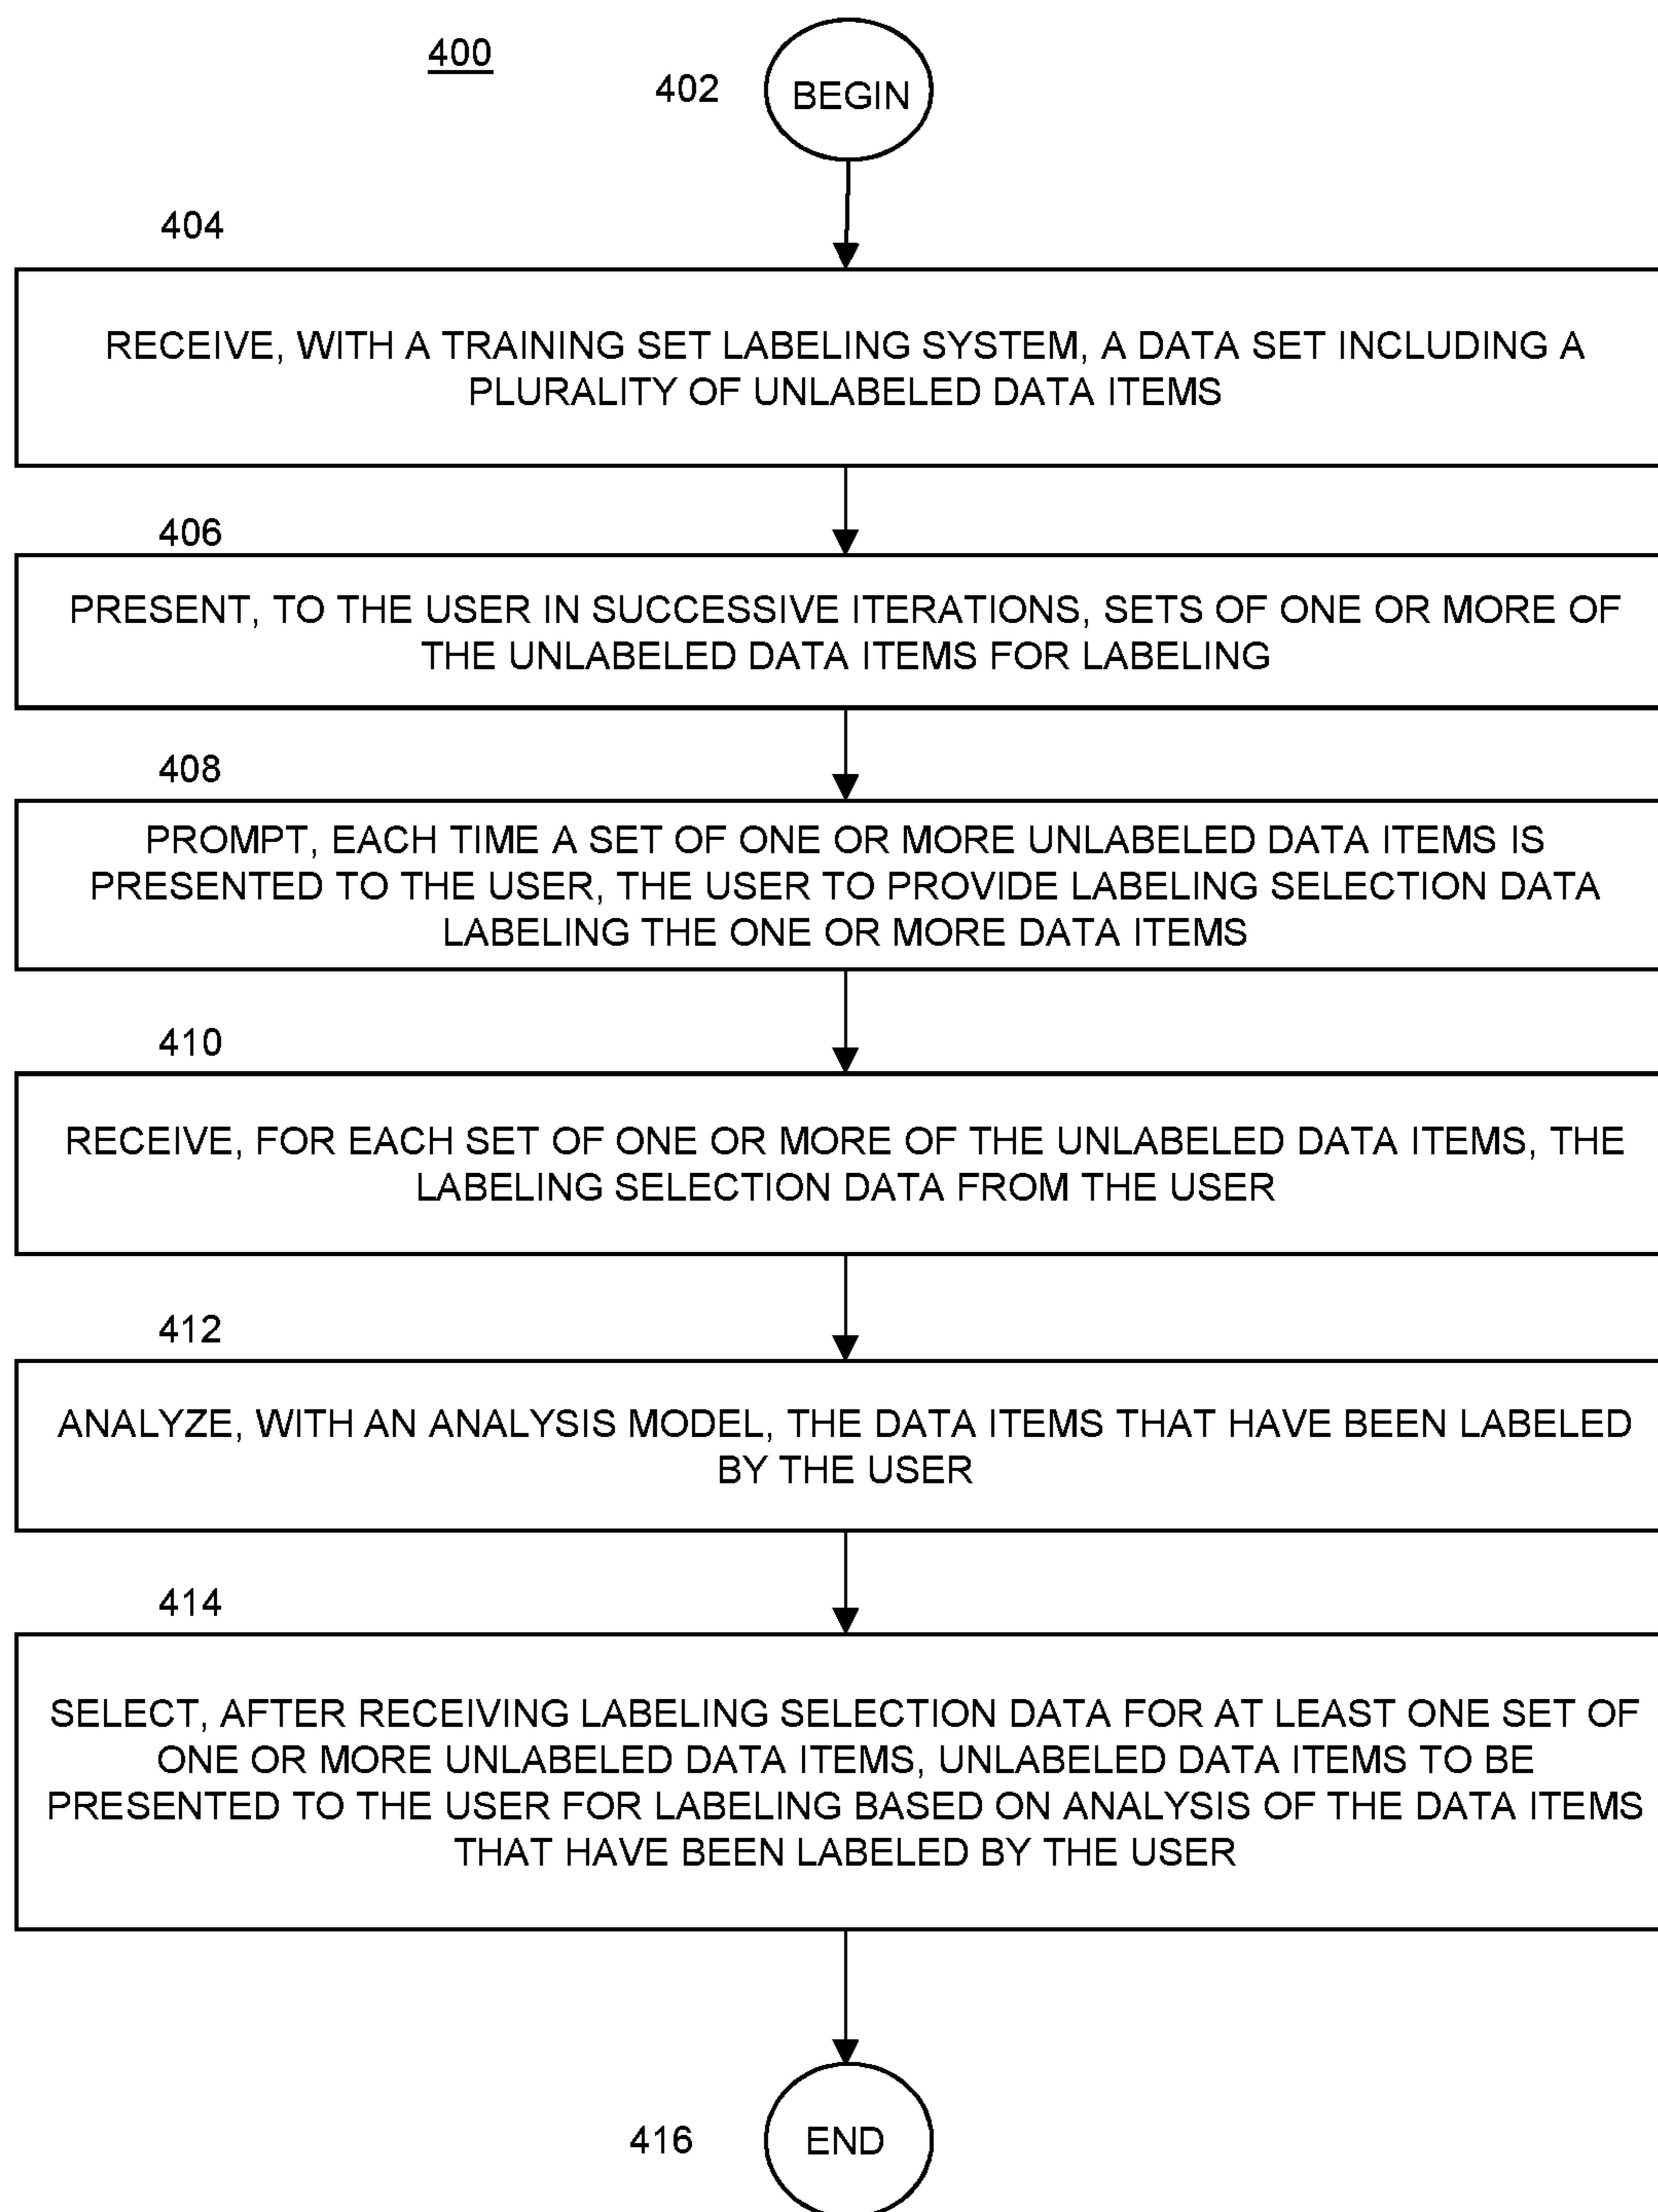 400
402
BEGIN
404
RECEIVE, WITH A TRAINING SET LABELING SYSTEM, A DATA SET INCLUDING A
PLURALITY OF UNLABELED DATA ITEMS
406
PRESENT, TO THE USER IN SUCCESSIVE ITERATIONS, SETS OF ONE OR MORE OF
THE UNLABELED DATA ITEMS FOR LABELING
408
PROMPT, EACH TIME A SET OF ONE OR MORE UNLABELED DATA ITEMS IS
PRESENTED TO THE USER, THE USER TO PROVIDE LABELING SELECTION DATA
LABELING THE ONE OR MORE DATA ITEMS
410
RECEIVE, FOR EACH SET OF ONE OR MORE OF THE UNLABELED DATA ITEMS, THE
LABELING SELECTION DATA FROM THE USER
412
ANALYZE, WITH AN ANALYSIS MODEL, THE DATA ITEMS THAT HAVE BEEN LABELED
BY THE USER
414
SELECT, AFTER RECEIVING LABELING SELECTION DATA FOR AT LEAST ONE SET OF
ONE OR MORE UNLABELED DATA ITEMS, UNLABELED DATA ITEMS TO BE
PRESENTED TO THE USER FOR LABELING BASED ON ANALYSIS OF THE DATA ITEMS
THAT HAVE BEEN LABELED BY THE USER
416
END